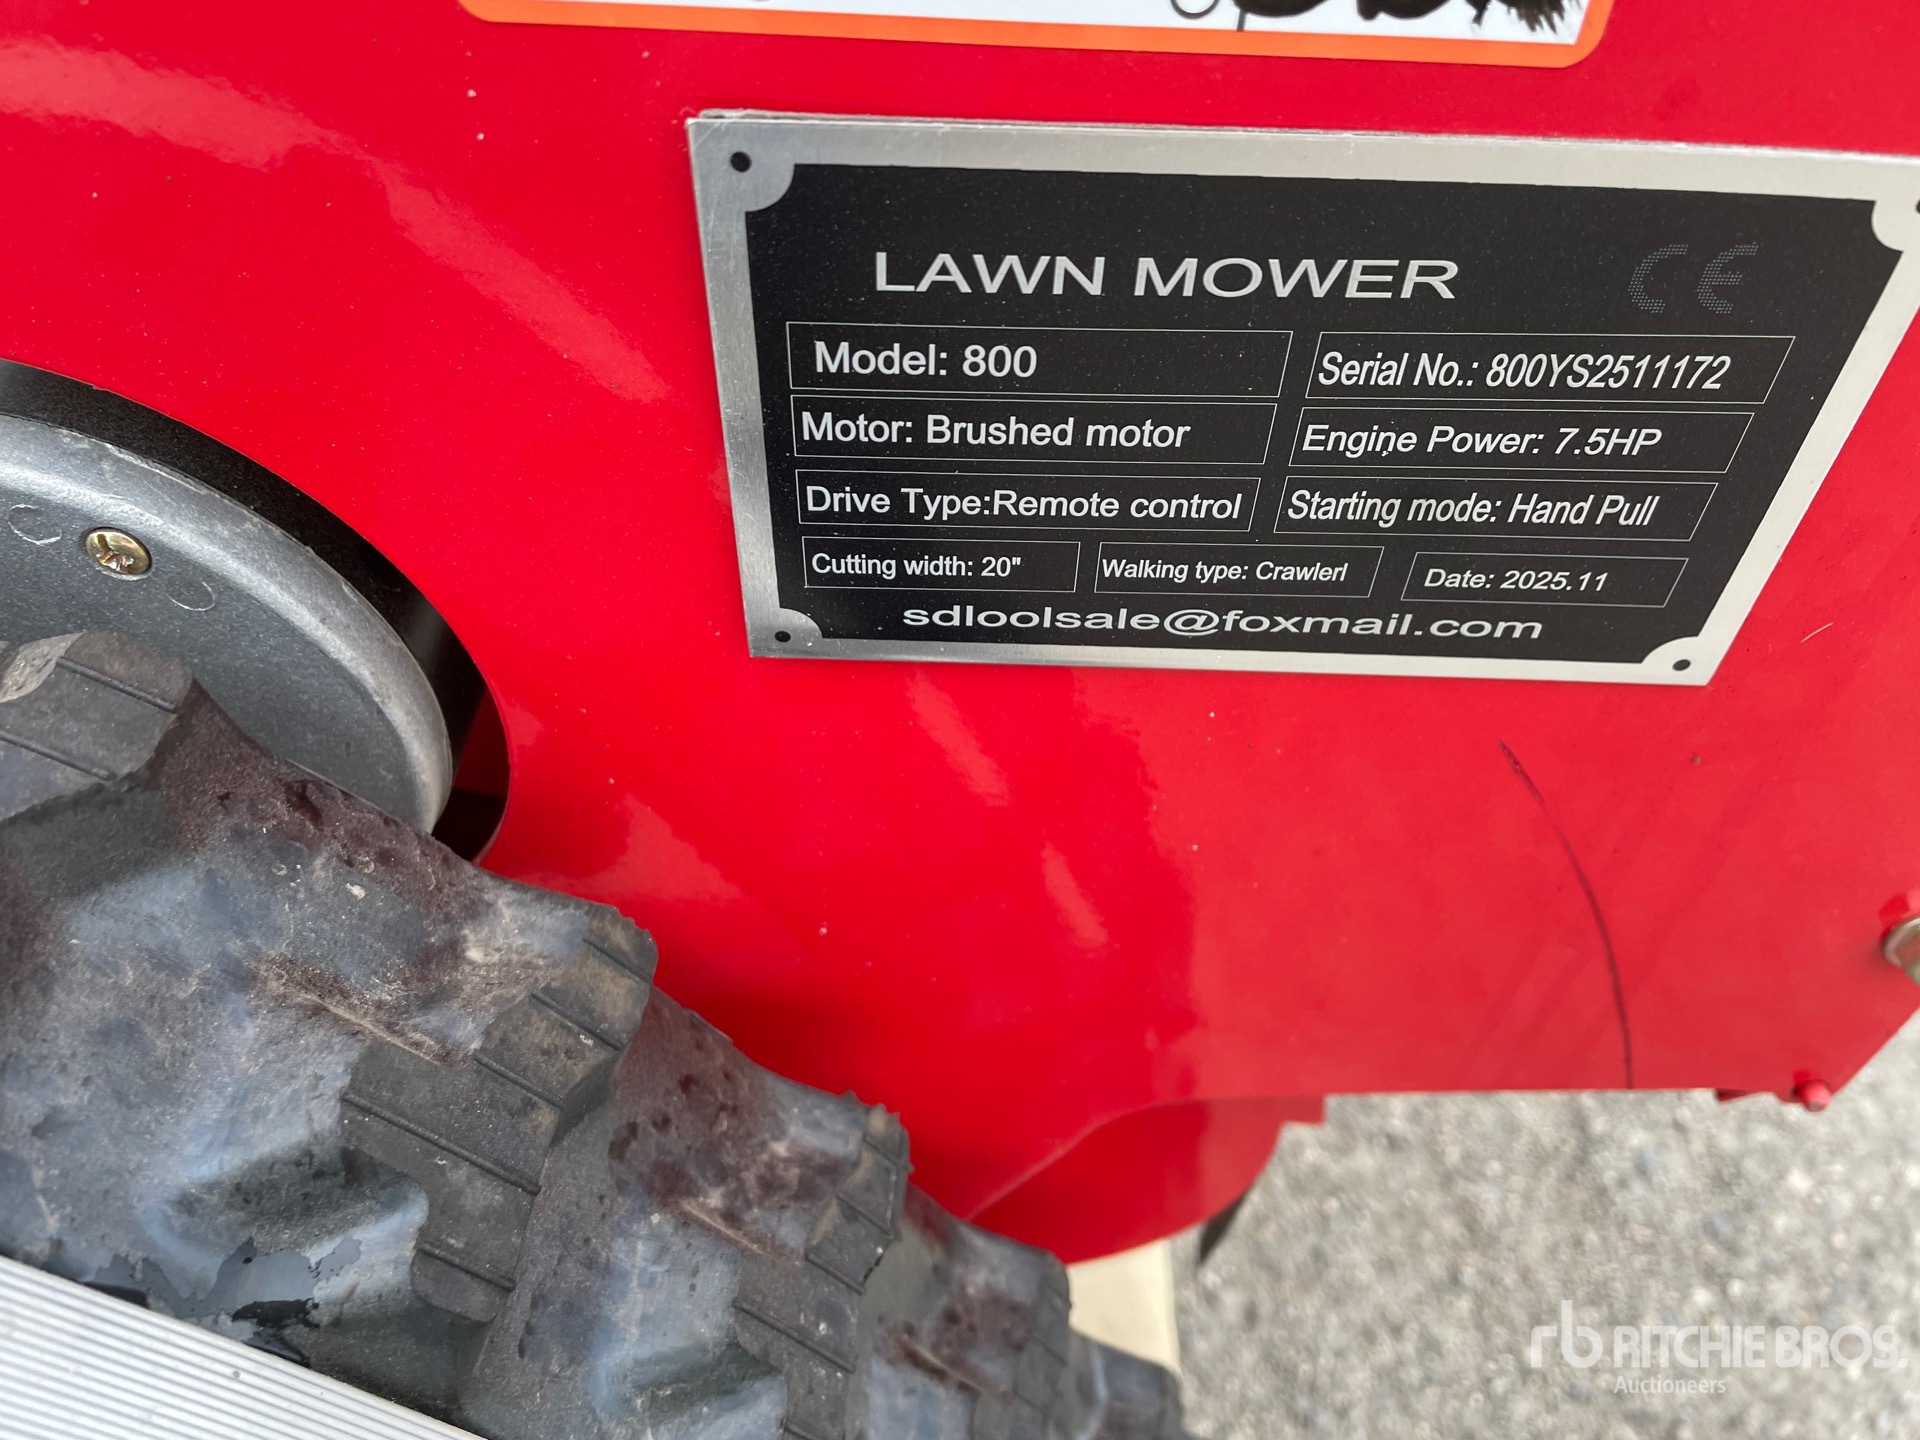 LAWN MOWER CE
Model: 800 Serial No.: 800YS2511172
Motor: Brushed motor Engine Power: 7.5HP
Drive Type:Remote control Starting mode: Hand Pull
Cutting width: 20" Walking type: Crawlerl Date: 2025.11
sdloolsale@foxmail.com
rb RITCHIE BROS.
Auctioneers